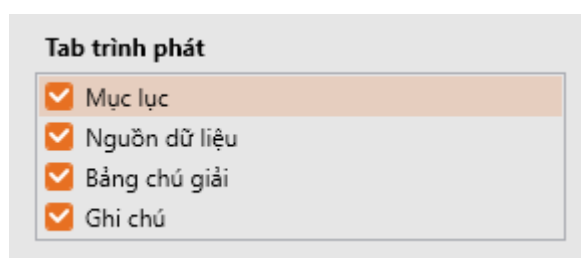 Tab trình phát
Mục lục
Nguồn dữ liệu
Bảng chú giải
Ghi chú